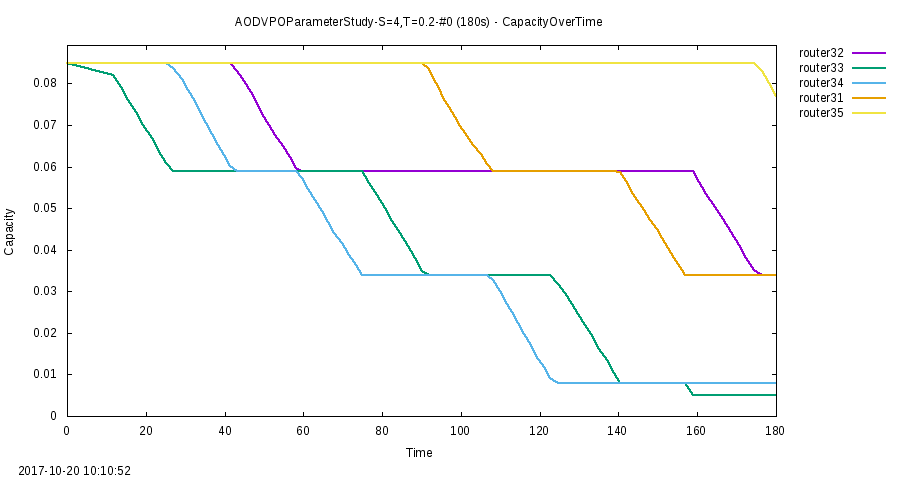 AODVPOParameterStudy-S=4,T=0.2-#0 (180s) - CapacityOverTime
router32
router33
router34
router31
router35
0.08
0.07
0.06
0.05
0.04
0.03
0.02
0.01
0
Capacity
0 20 40 60 80 100 120 140 160 180
Time
2017-10-20 10:10:52